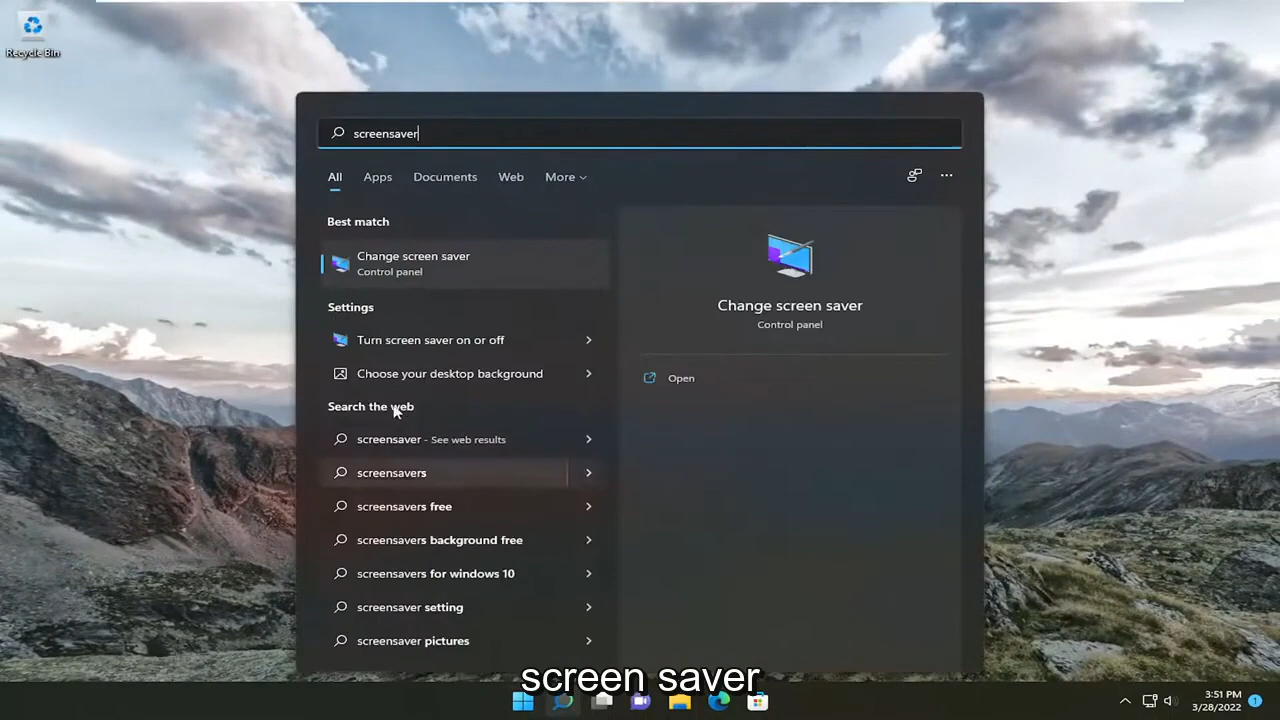 Recycle Bin
screensaver
All Apps Documents Web More
Best match
Change screen saver
Control panel
Settings
Turn screen saver on or off
Choose your desktop background
Search the web
screensaver - See web results
screensavers
screensavers free
screensavers background free
screensavers for windows 10
screensaver setting
screensaver pictures
Change screen saver
Control panel
Open
screen saver
3:51 PM
3/28/2022
1